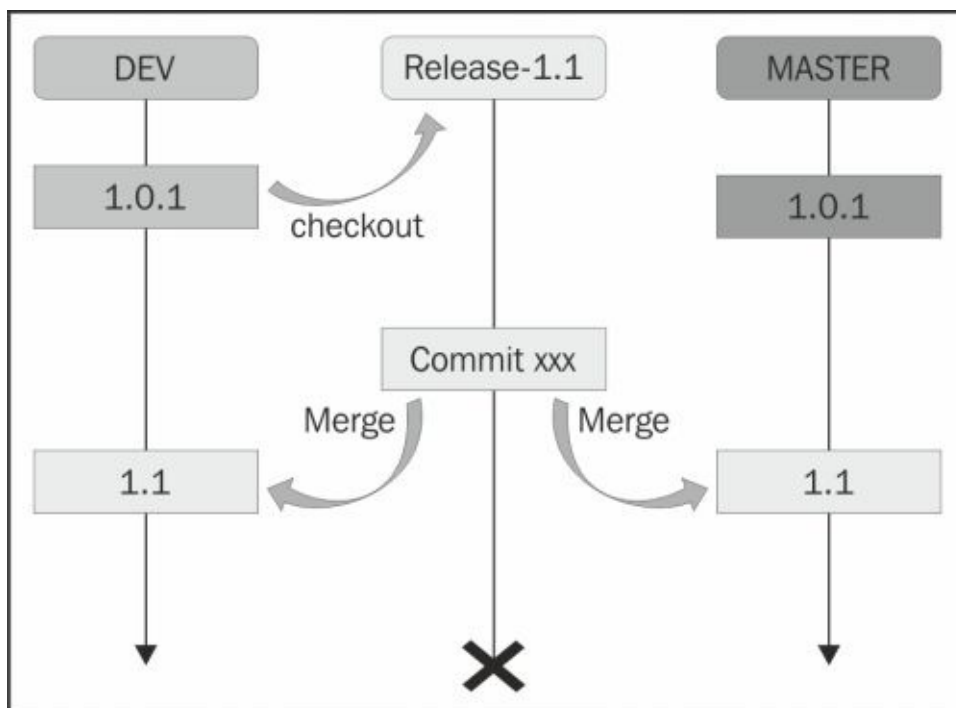 DEV
Release-1.1
MASTER
1.0.1
checkout
1.0.1
Commit xxx
Merge
Merge
1.1
1.1